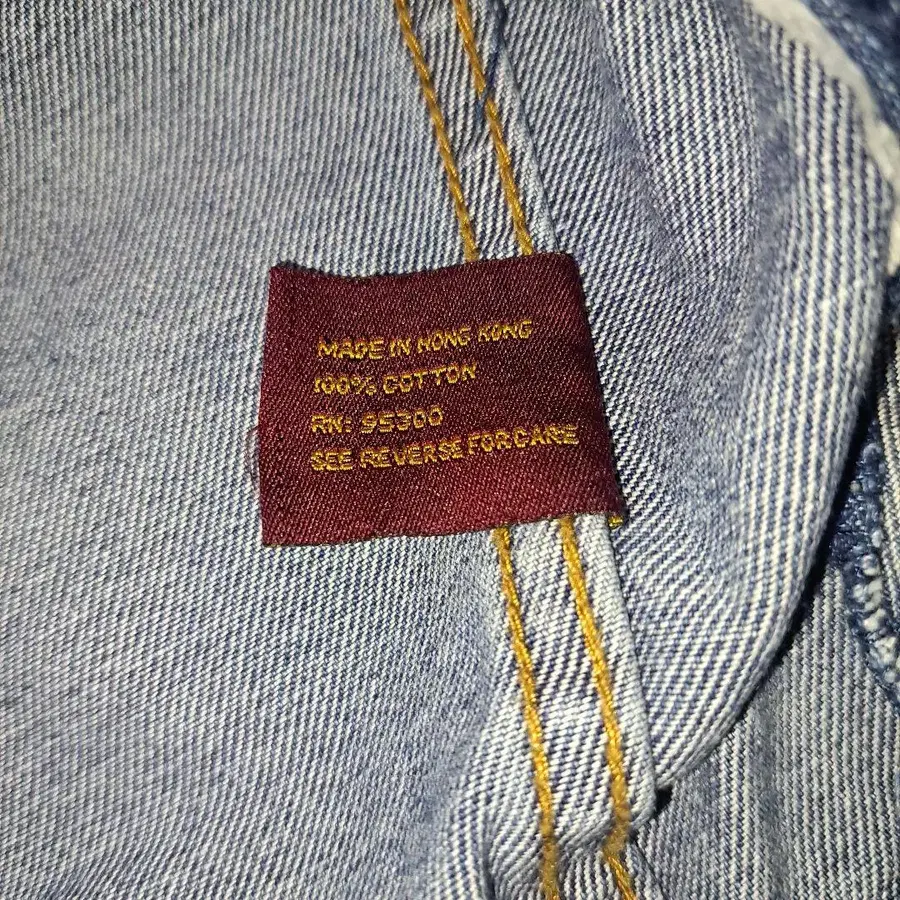 MADE IN HONG KONG
100% COTTON
RN: 95300
SEE REVERSE FOR CARE